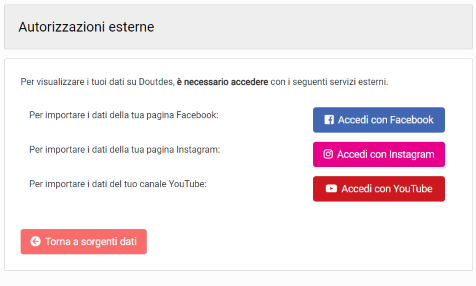 Autorizzazioni esterne
Per visualizzare i tuoi dati su Doutdes, è necessario accedere con i seguenti servizi esterni.
Per importare i dati della tua pagina Facebook:
Accedi con Facebook
Per importare i dati della tua pagina Instagram:
Accedi con Instagram
Per importare i dati del tuo canale YouTube:
Accedi con YouTube
Torna a sorgenti dati